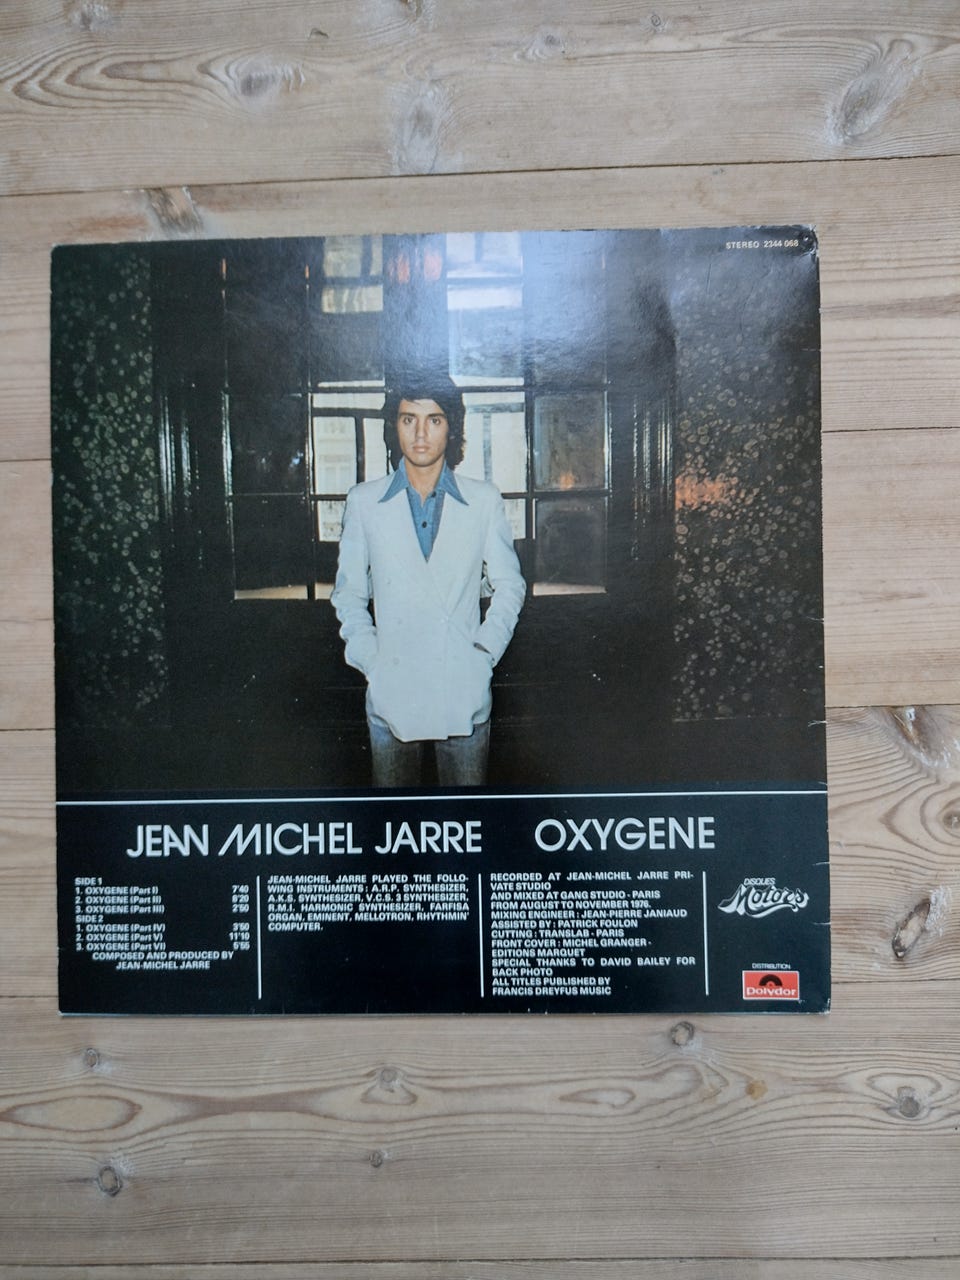 STEREO 2344 068
JEAN MICHEL JARRE OXYGENE
SIDE 1
1. OXYGENE (Part I) 7'40
2. OXYGENE (Part II) 8'20
3. OXYGENE (Part III) 2'50
SIDE 2
1. OXYGENE (Part IV) 3'50
2. OXYGENE (Part V) 11'10
3. OXYGENE (Part VI) 5'55
COMPOSED AND PRODUCED BY
JEAN-MICHEL JARRE
JEAN-MICHEL JARRE PLAYED THE FOLLO-
WING INSTRUMENTS : A.R.P. SYNTHESIZER,
A.K.S. SYNTHESIZER, V.C.S. 3 SYNTHESIZER,
R.M.I. HARMONIC SYNTHESIZER, FARFISA
ORGAN, EMINENT, MELLOTRON, RHYTHMIN'
COMPUTER.
RECORDED AT JEAN-MICHEL JARRE PRI-
VATE STUDIO
AND MIXED AT GANG STUDIO - PARIS
FROM AUGUST TO NOVEMBER 1976.
MIXING ENGINEER : JEAN-PIERRE JANIAUD
ASSISTED BY : PATRICK FOULON
CUTTING : TRANSLAB - PARIS
FRONT COVER : MICHEL GRANGER -
EDITIONS MARQUET
SPECIAL THANKS TO DAVID BAILEY FOR
BACK PHOTO
ALL TITLES PUBLISHED BY
FRANCIS DREYFUS MUSIC
DISQUES
Motors
DISTRIBUTION
Polydor